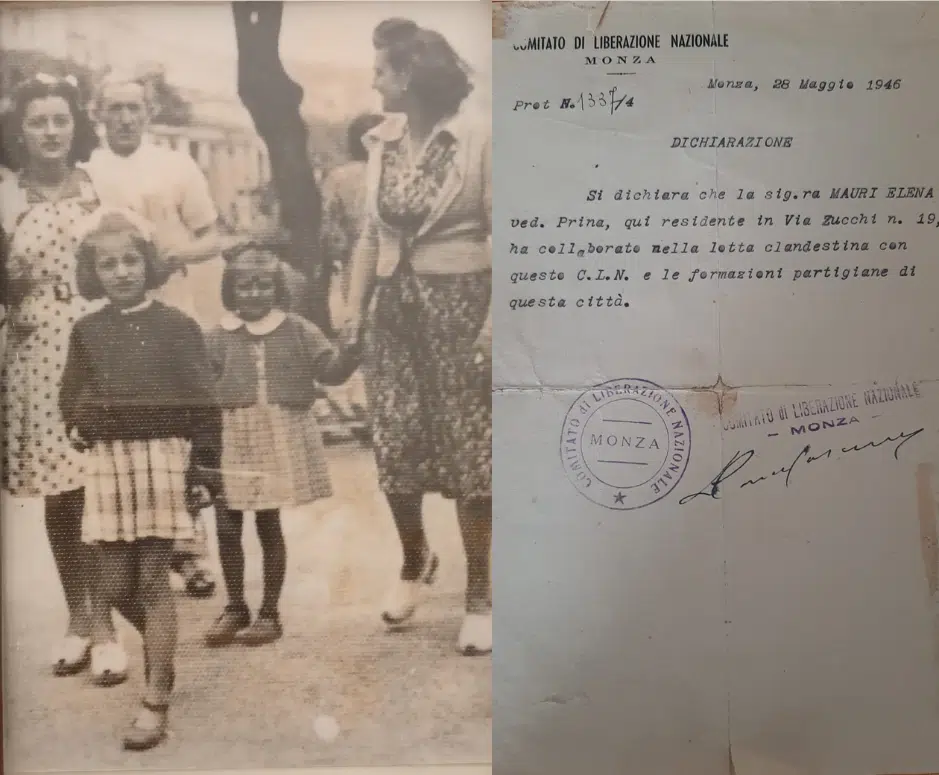 COMITATO DI LIBERAZIONE NAZIONALE
MONZA
Monza, 28 Maggio 1946
Prot N. 1337/4
DICHIARAZIONE
Si dichiara che la sig.ra MAURI ELENA
ved. Prina, qui residente in Via Zucchi n. 19,
ha collaborato nella lotta clandestina con
questo C.L.N. e le formazioni partigiane di
questa città.
COMITATO di LIBERAZIONE NAZIONALE
MONZA
COMITATO di LIBERAZIONE NAZIONALE
- MONZA -